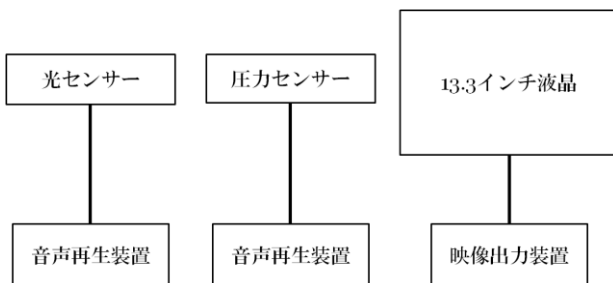 光センサー
圧力センサー
13.3インチ液晶
音声再生装置
音声再生装置
映像出力装置